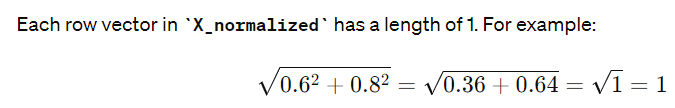 Each row vector in `X_normalized` has a length of 1. For example:
√0.6² + 0.8² = √0.36 + 0.64 = √1 = 1